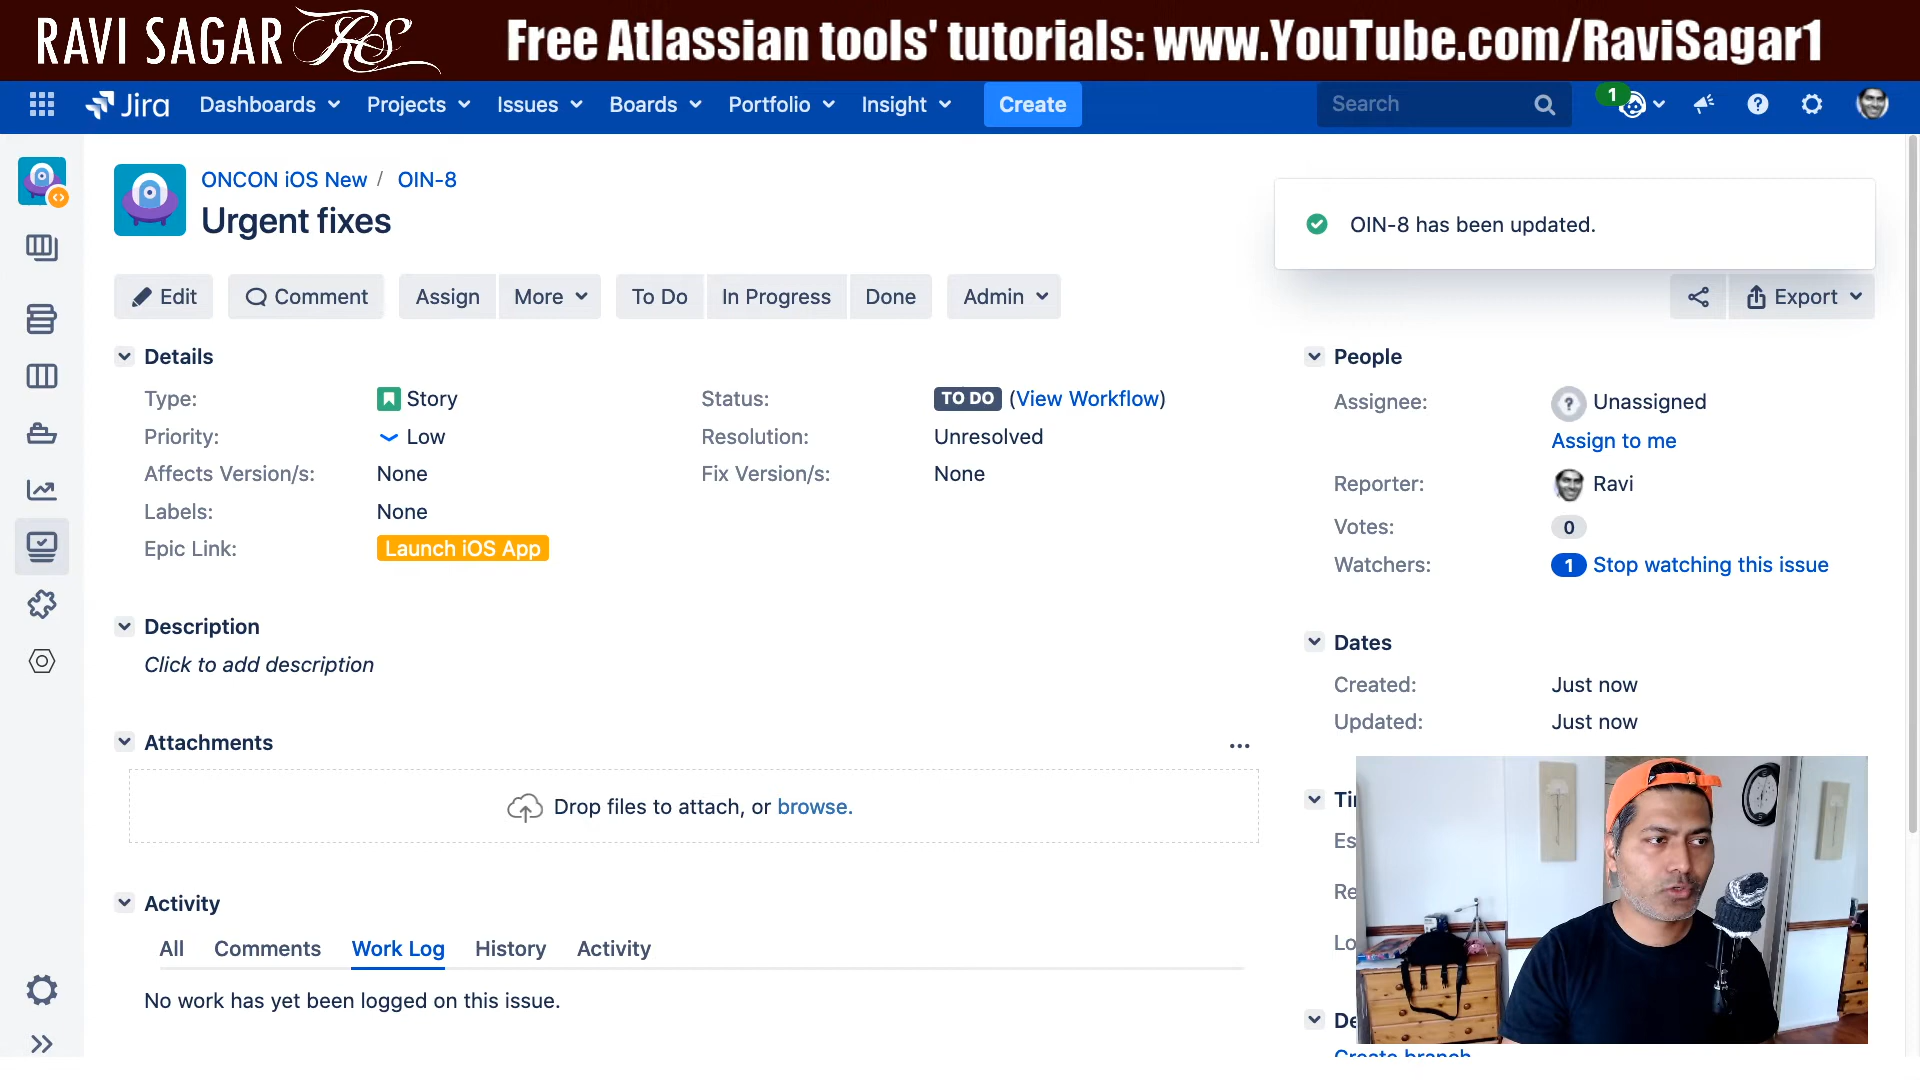 RAVI SAGAR RS Free Atlassian tools' tutorials: www.YouTube.com/RaviSagar1
Jira Dashboards Projects Issues Boards Portfolio Insight Create Search 1
ONCON iOS New / OIN-8
Urgent fixes
OIN-8 has been updated.
Edit Comment Assign More To Do In Progress Done Admin Export
Details
Type: Story Status: TO DO (View Workflow)
Priority: Low Resolution: Unresolved
Affects Version/s: None Fix Version/s: None
Labels: None
Epic Link: Launch iOS App
Description
Click to add description
Attachments
Drop files to attach, or browse.
Activity
All Comments Work Log History Activity
No work has yet been logged on this issue.
People
Assignee: Unassigned
Assign to me
Reporter: Ravi
Votes: 0
Watchers: 1 Stop watching this issue
Dates
Created: Just now
Updated: Just now
Create branch